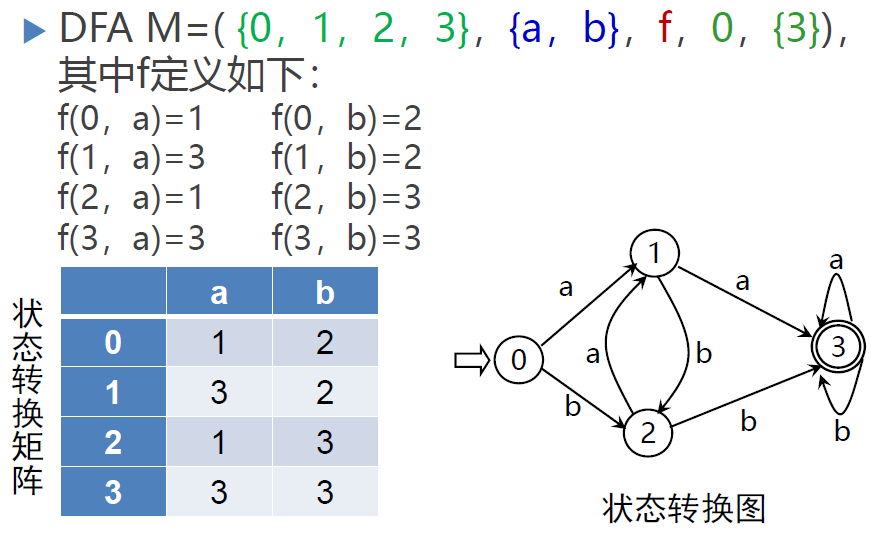 DFA M=( {0，1，2，3}，{a，b}，f，0，{3})，
其中f定义如下：
f(0，a)=1 f(0，b)=2
f(1，a)=3 f(1，b)=2
f(2，a)=1 f(2，b)=3
f(3，a)=3 f(3，b)=3
状态转换矩阵
a b
0 1 2
1 3 2
2 1 3
3 3 3
1
a
a
a
0
a
b
3
b
2
b
b
状态转换图